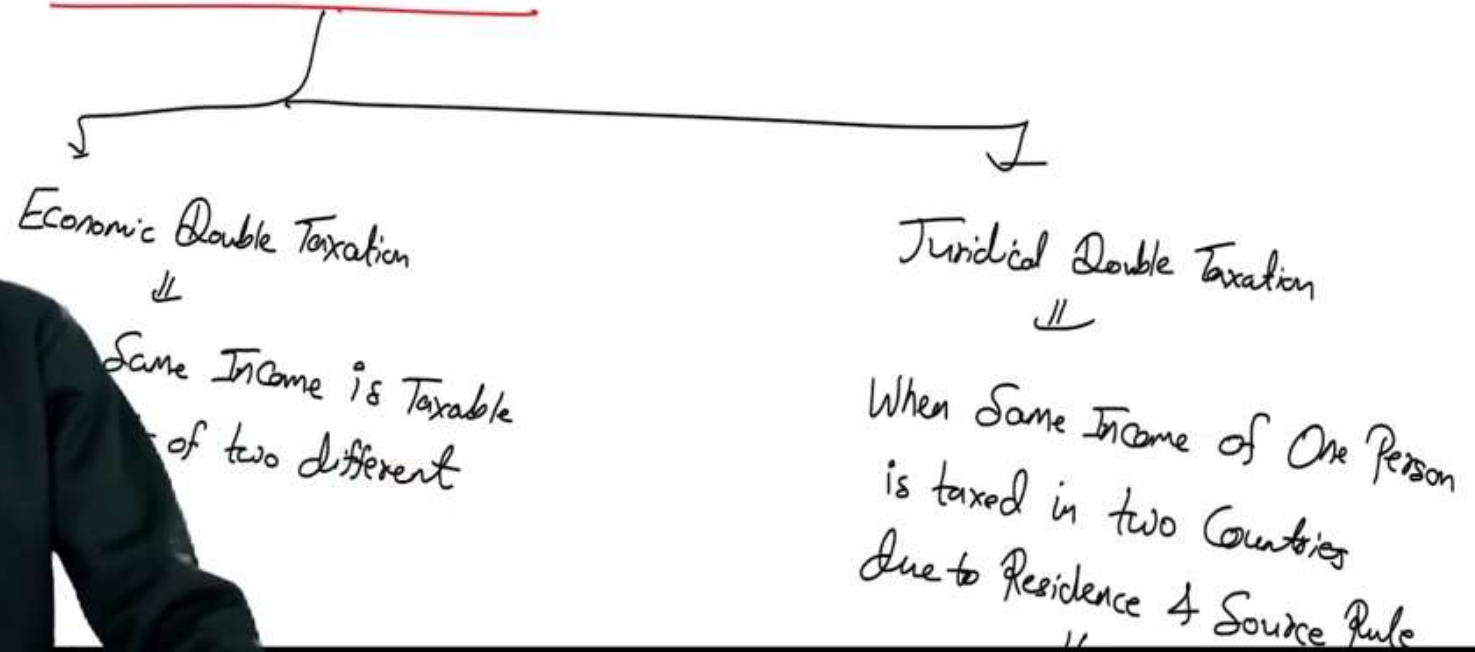 Economic Double Taxation
Same Income is Taxable
of two different
Juridical Double Taxation
When Same Income of One Person
is taxed in two Countries
due to Residence & Source Rule